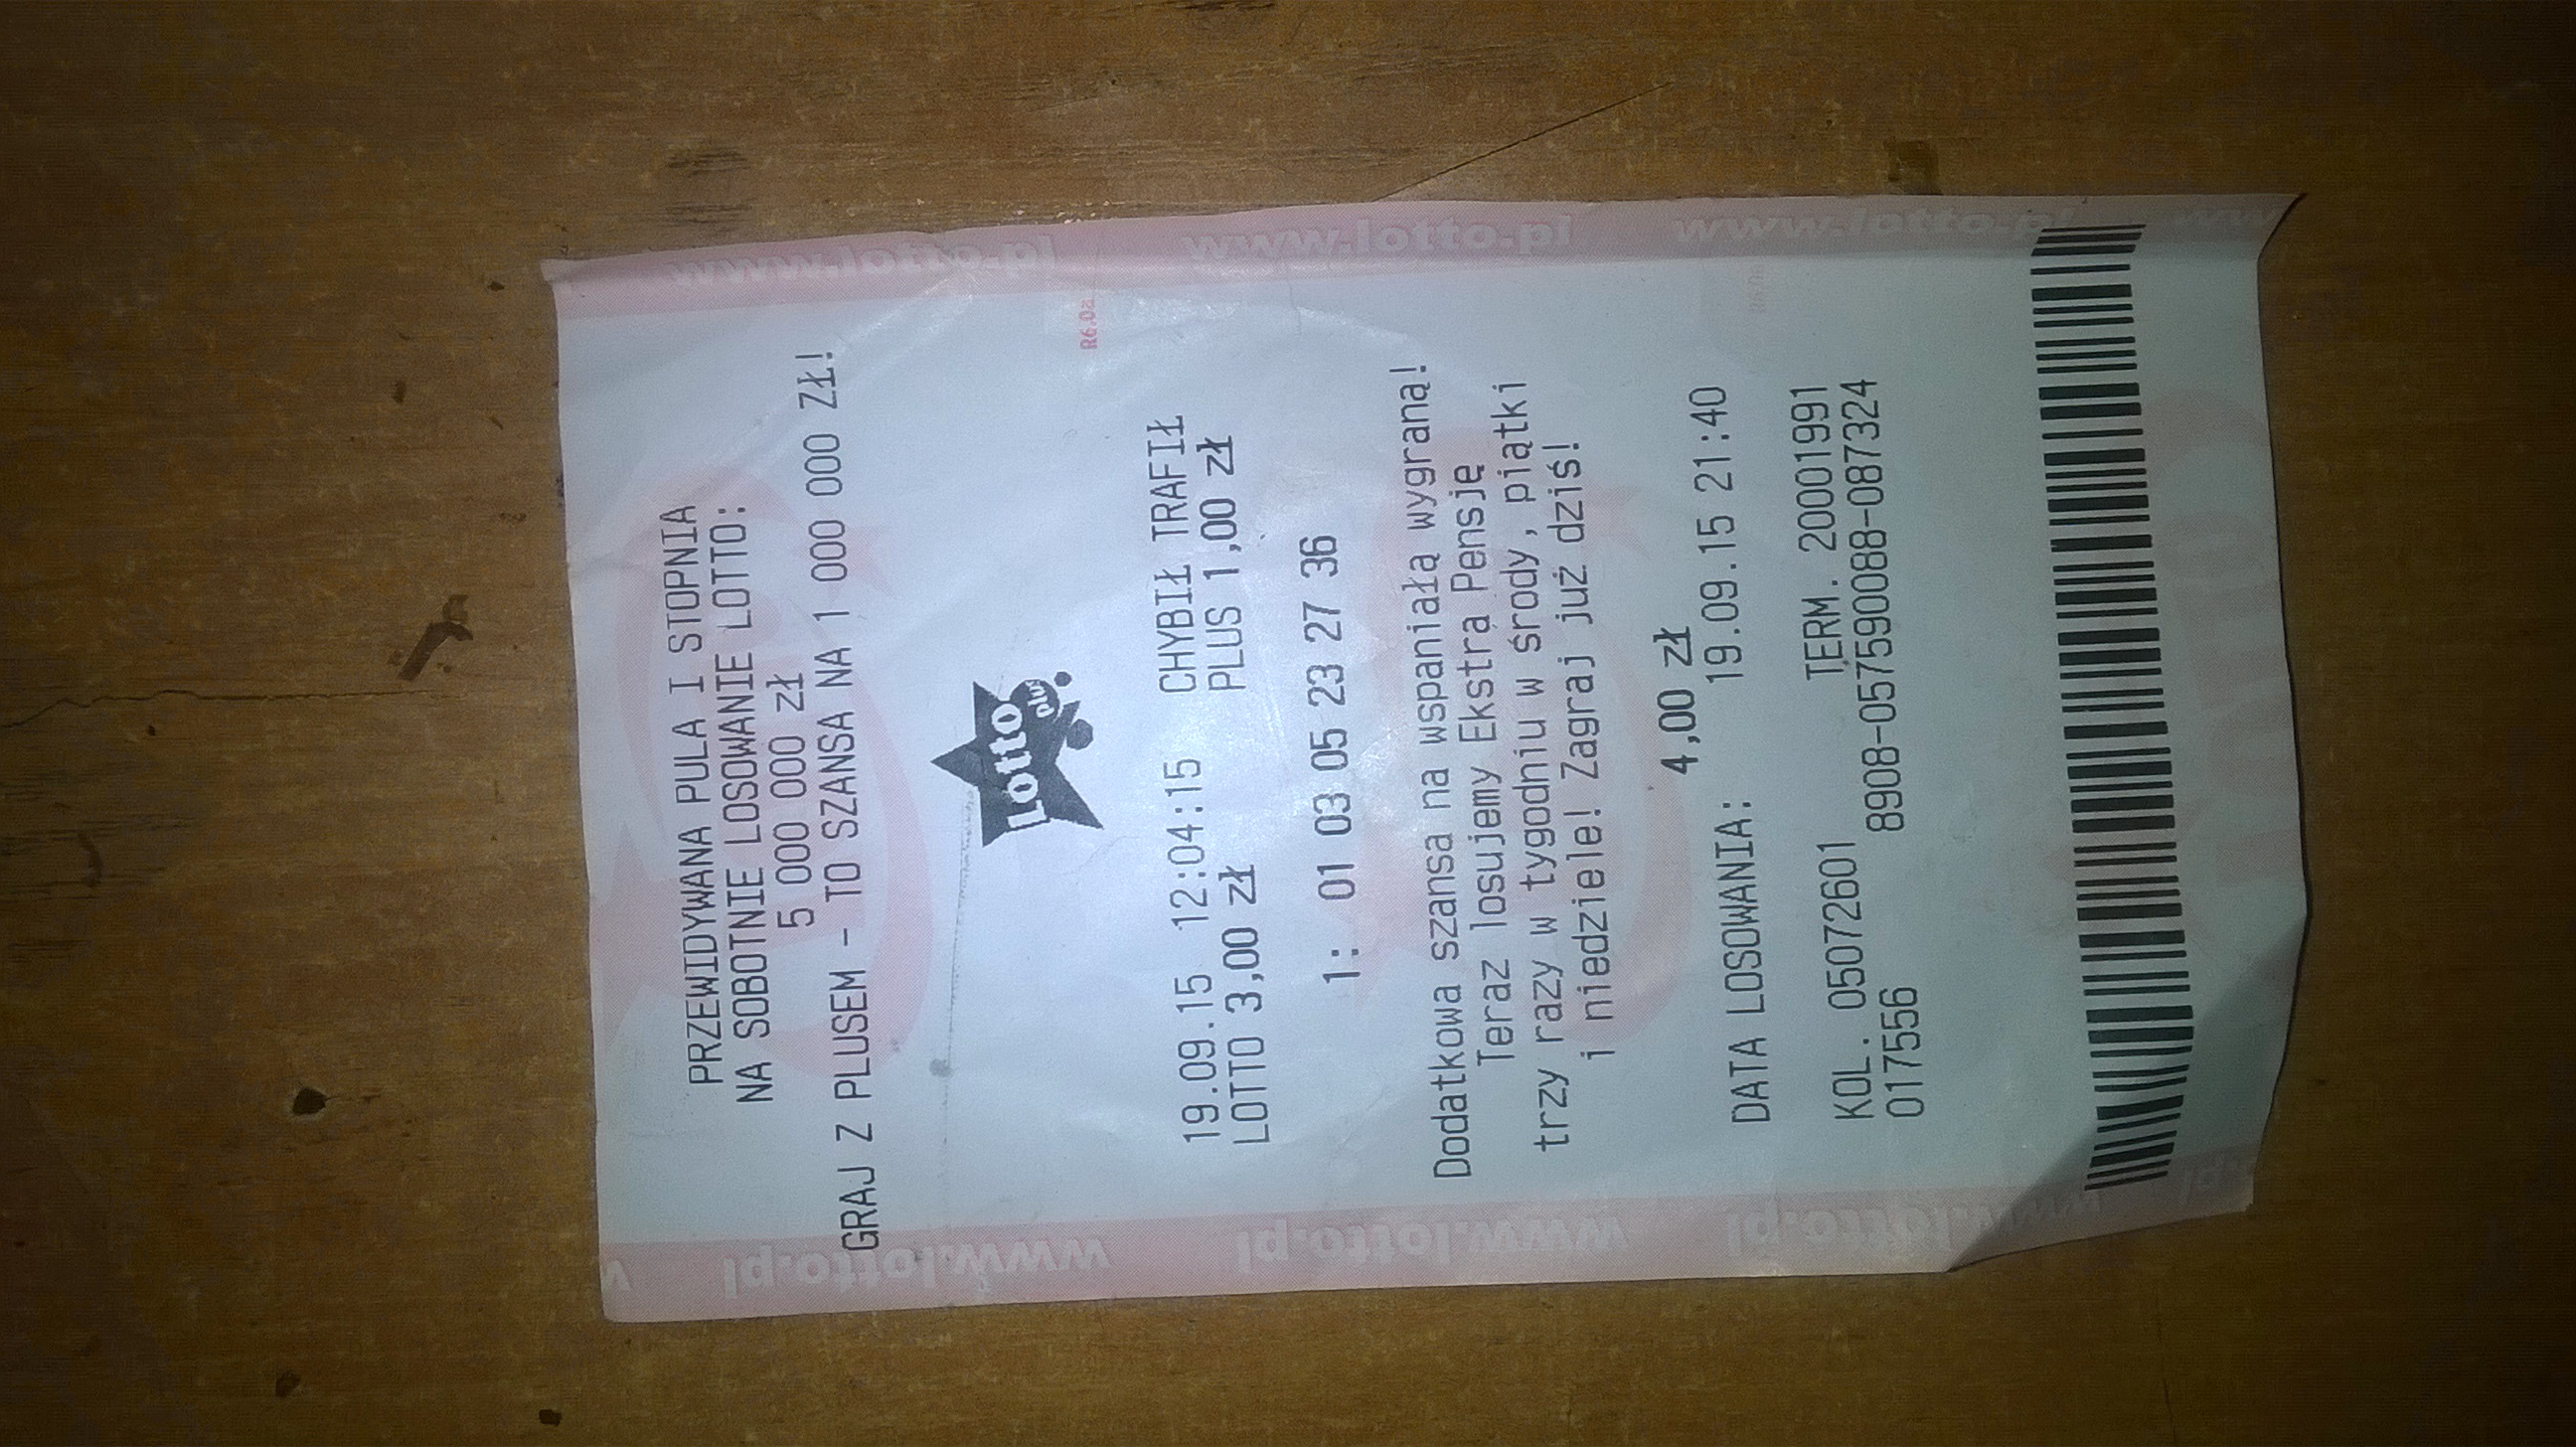 PRZEWIDYWANA PULA I STOPNIA
NA SOBOTNIE LOSOWANIE LOTTO:
5 000 000 zł
GRAJ Z PLUSEM - TO SZANSA NA 1 000 000 ZŁ!
LOTTO
plus
19.09.15 12:04:15 CHYBIŁ TRAFIŁ
LOTTO 3,00 zł PLUS 1,00 zł
1: 01 03 05 23 27 36
Dodatkowa szansa na wspaniałą wygraną!
Teraz losujemy Ekstra Pensję
trzy razy w tygodniu w środy, piątki
i niedziele! Zagraj już dziś!
4,00 zł
DATA LOSOWANIA: 19.09.15 21:40
KOL. 05072601 TERM. 20001991
017556 8908-057590088-087324
www.lotto.pl www.lotto.pl www.lotto.pl
www.lotto.pl www.lotto.pl www.lotto.pl